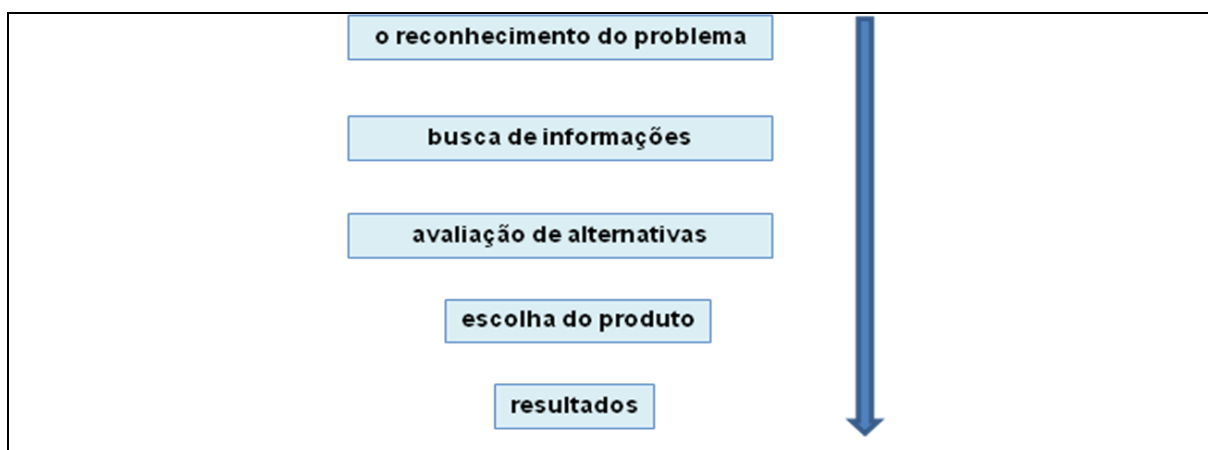 o reconhecimento do problema
busca de informações
avaliação de alternativas
escolha do produto
resultados